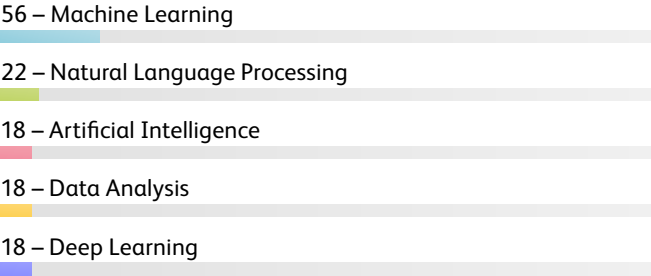 56 – Machine Learning
22 – Natural Language Processing
18 – Artificial Intelligence
18 – Data Analysis
18 – Deep Learning